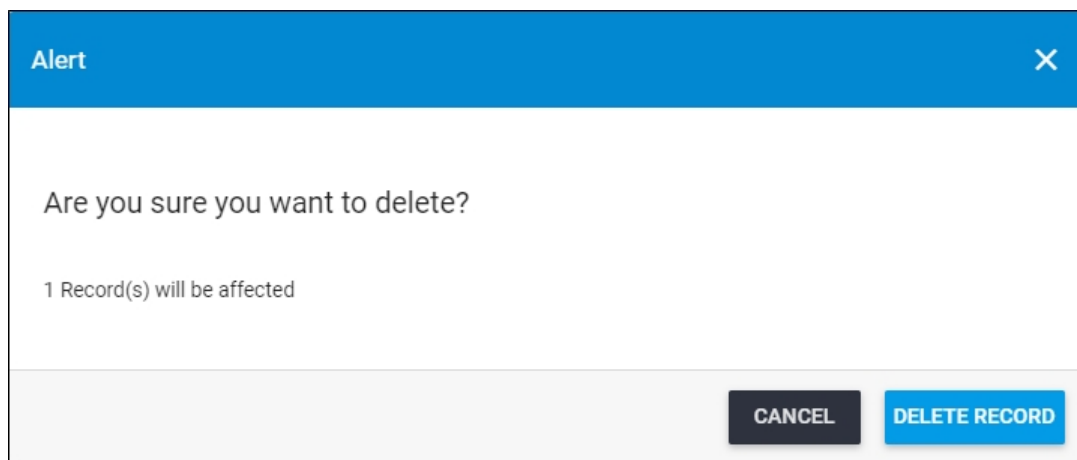 Alert
Are you sure you want to delete?
1 Record(s) will be affected
CANCEL DELETE RECORD